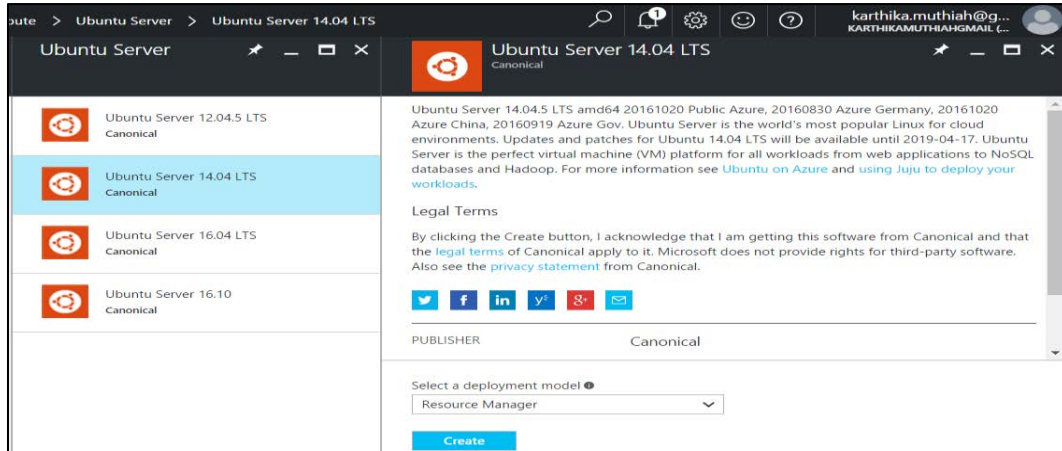 oute > Ubuntu Server > Ubuntu Server 14.04 LTS
1
karthika.muthiah@g...
KARTHIKAMUTHIAHGMAIL (...
Ubuntu Server
Ubuntu Server 12.04.5 LTS
Canonical
Ubuntu Server 14.04 LTS
Canonical
Ubuntu Server 16.04 LTS
Canonical
Ubuntu Server 16.10
Canonical
Ubuntu Server 14.04 LTS
Canonical
Ubuntu Server 14.04.5 LTS amd64 20161020 Public Azure, 20160830 Azure Germany, 20161020
Azure China, 20160919 Azure Gov. Ubuntu Server is the world's most popular Linux for cloud
environments. Updates and patches for Ubuntu 14.04 LTS will be available until 2019-04-17. Ubuntu
Server is the perfect virtual machine (VM) platform for all workloads from web applications to NoSQL
databases and Hadoop. For more information see Ubuntu on Azure and using Juju to deploy your
workloads.
Legal Terms
By clicking the Create button, I acknowledge that I am getting this software from Canonical and that
the legal terms of Canonical apply to it. Microsoft does not provide rights for third-party software.
Also see the privacy statement from Canonical.
PUBLISHER Canonical
Select a deployment model
Resource Manager
Create